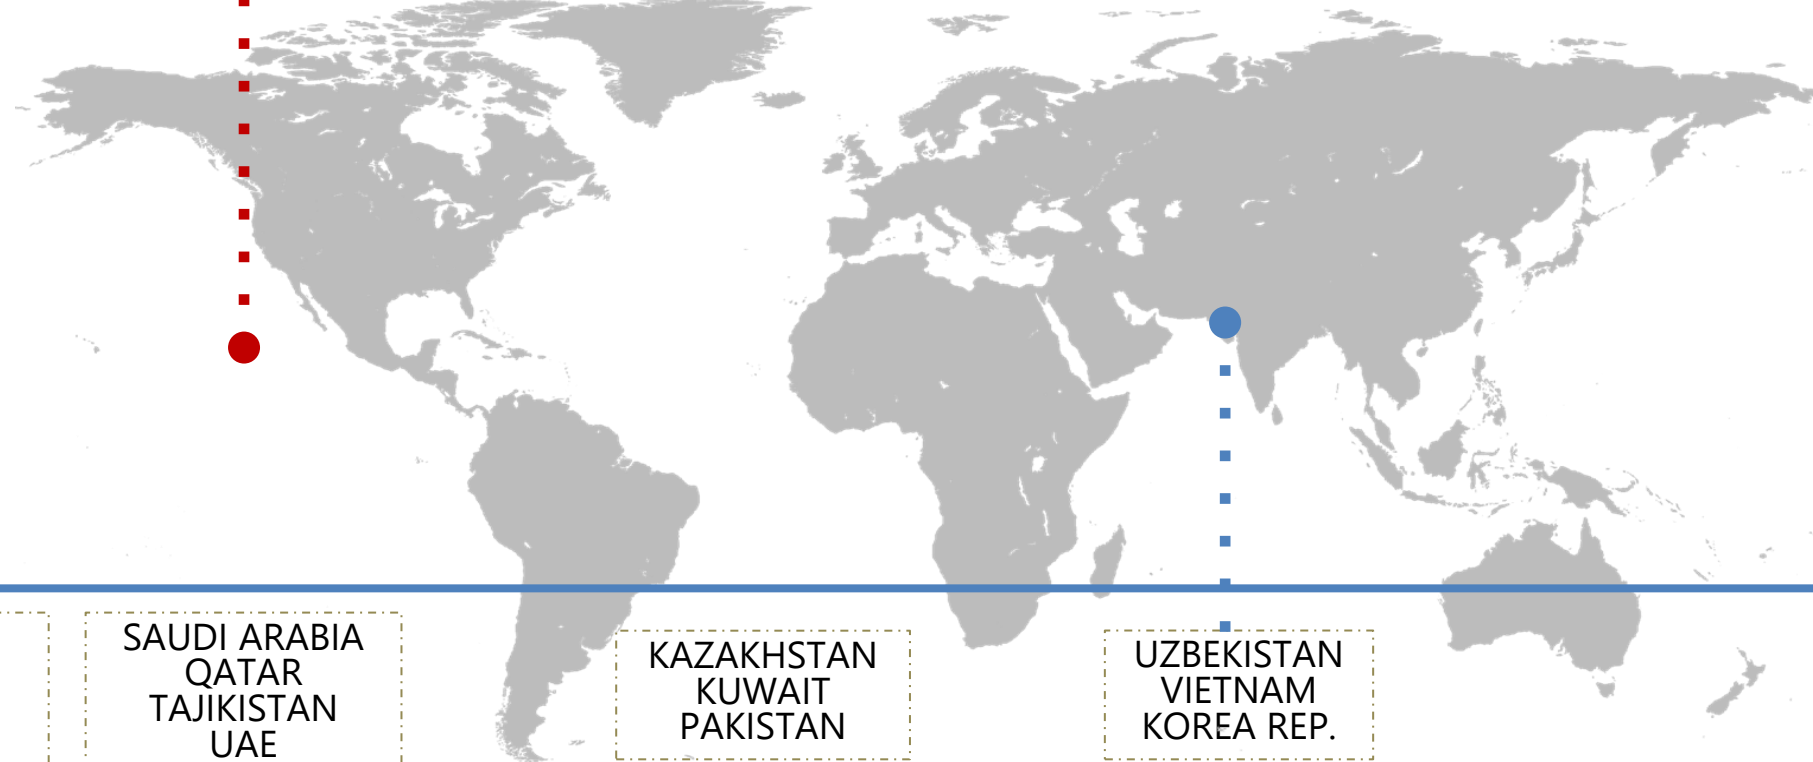 SAUDI ARABIA
QATAR
TAJIKISTAN
UAE
KAZAKHSTAN
KUWAIT
PAKISTAN
UZBEKISTAN
VIETNAM
KOREA REP.